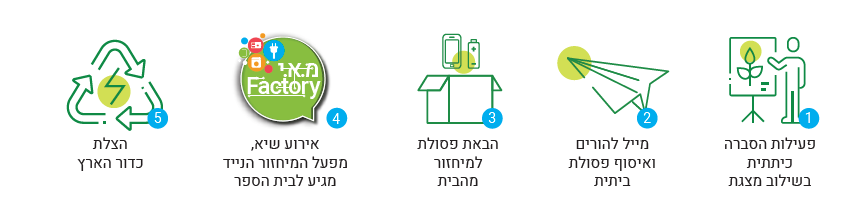 1
פעילות הסברה
כיתתית
בשילוב מצגת
2
מייל להורים
ואיסוף פסולת
ביתית
3
הבאת פסולת
למיחזור
מהבית
מ.א.י
Factory
4
אירוע שיא,
מפעל המיחזור הנייד
מגיע לבית הספר
5
הצלת
כדור הארץ